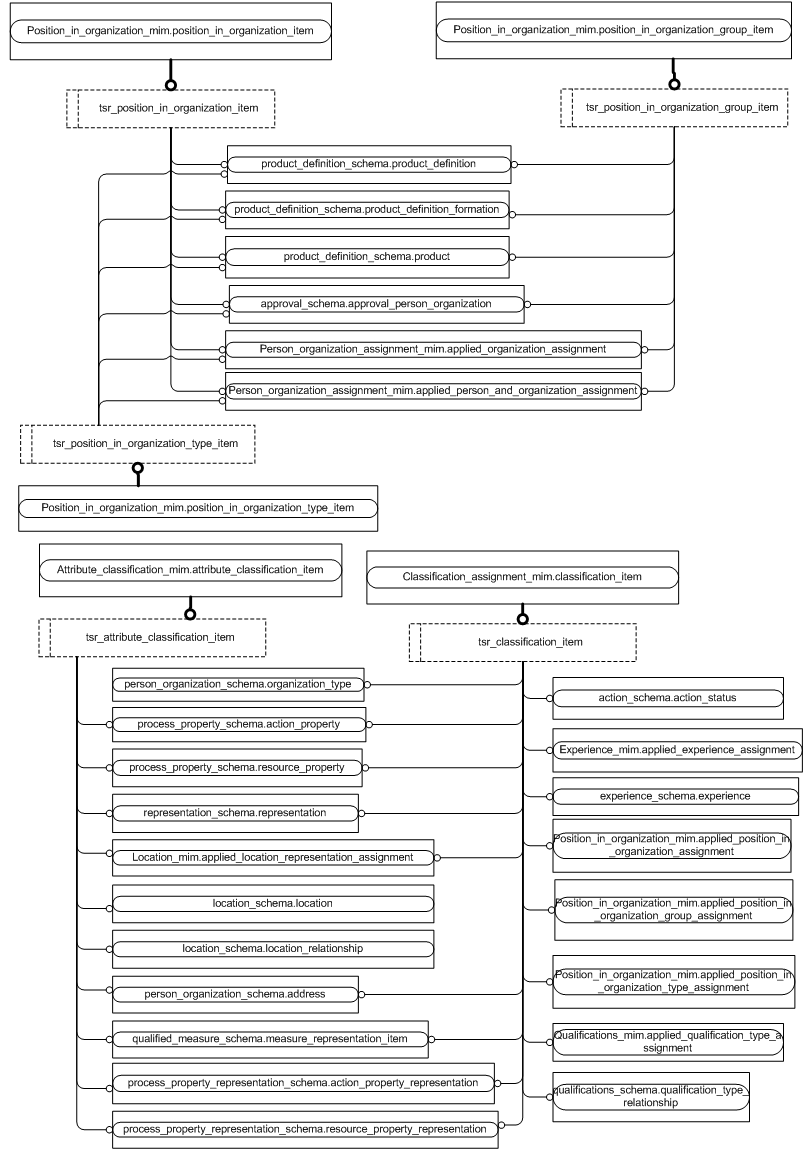 Position_in_organization_mim.position_in_organization_item
Position_in_organization_mim.position_in_organization_group_item
tsr_position_in_organization_item
tsr_position_in_organization_group_item
product_definition_schema.product_definition
product_definition_schema.product_definition_formation
product_definition_schema.product
approval_schema.approval_person_organization
Person_organization_assignment_mim.applied_organization_assignment
Person_organization_assignment_mim.applied_person_and_organization_assignment
tsr_position_in_organization_type_item
Position_in_organization_mim.position_in_organization_type_item
Attribute_classification_mim.attribute_classification_item
Classification_assignment_mim.classification_item
tsr_attribute_classification_item
tsr_classification_item
person_organization_schema.organization_type
process_property_schema.action_property
process_property_schema.resource_property
representation_schema.representation
Location_mim.applied_location_representation_assignment
location_schema.location
location_schema.location_relationship
person_organization_schema.address
qualified_measure_schema.measure_representation_item
process_property_representation_schema.action_property_representation
process_property_representation_schema.resource_property_representation
action_schema.action_status
Experience_mim.applied_experience_assignment
experience_schema.experience
Position_in_organization_mim.applied_position_in
_organization_assignment
Position_in_organization_mim.applied_position_in
_organization_group_assignment
Position_in_organization_mim.applied_position_in
_organization_type_assignment
Qualifications_mim.applied_qualification_type_a
ssignment
qualifications_schema.qualification_type_
relationship